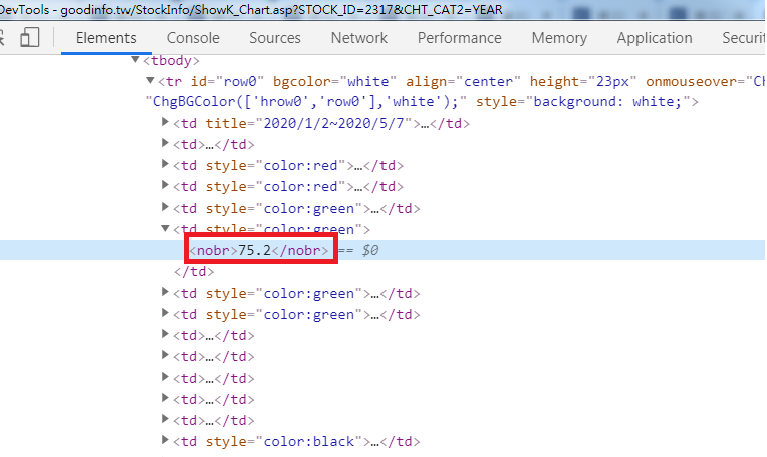 DevTools - goodinfo.tw/StockInfo/ShowK_Chart.asp?STOCK_ID=2317&CHT_CAT2=YEAR
Elements Console Sources Network Performance Memory Application Securi
▼<tbody>
▼<tr id="row0" bgcolor="white" align="center" height="23px" onmouseover="Ch
"ChgBGColor(['hrow0','row0'],'white');" style="background: white;">
▶<td title="2020/1/2~2020/5/7">…</td>
▶<td>…</td>
▶<td style="color:red">…</td>
▶<td style="color:red">…</td>
▶<td style="color:green">…</td>
▼<td style="color:green">
<nobr>75.2</nobr> == $0
</td>
▶<td style="color:green">…</td>
▶<td style="color:green">…</td>
▶<td>…</td>
▶<td>…</td>
▶<td>…</td>
▶<td>…</td>
▶<td>…</td>
▶<td style="color:black">…</td>